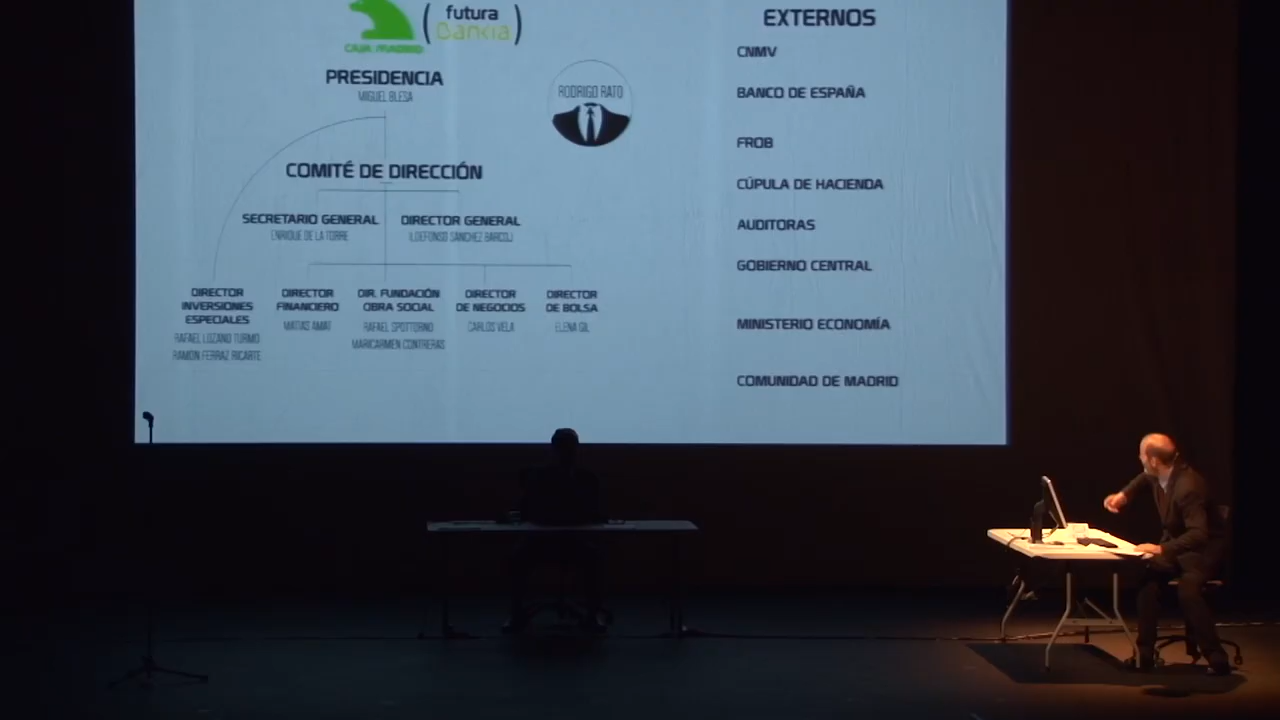 CAJA MADRID
(futura
Bankia)
PRESIDENCIA
MIGUEL BLESA
RODRIGO RATO
COMITÉ DE DIRECCIÓN
SECRETARIO GENERAL
ENRIQUE DE LA TORRE
DIRECTOR GENERAL
ILDEFONSO SÁNCHEZ BARCOJ
DIRECTOR
INVERSIONES
ESPECIALES
RAFAEL LOZANO TURMO
RAMÓN FERRAZ RICARTE
DIRECTOR
FINANCIERO
MATÍAS AMAT
DIR. FUNDACIÓN
OBRA SOCIAL
RAFAEL SPOTTORNO
MARICARMEN CONTRERAS
DIRECTOR
DE NEGOCIOS
CARLOS VELA
DIRECTOR
DE BOLSA
ELENA GIL
EXTERNOS
CNMV
BANCO DE ESPAÑA
FROB
CÚPULA DE HACIENDA
AUDITORAS
GOBIERNO CENTRAL
MINISTERIO ECONOMÍA
COMUNIDAD DE MADRID